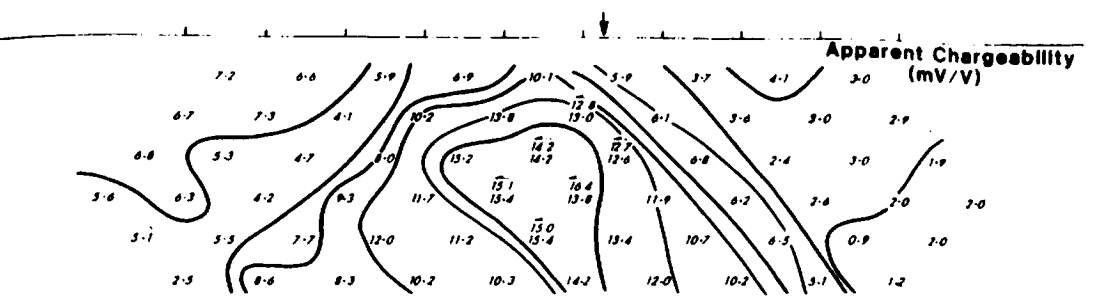 Apparent Chargeability
(mV/V)
7.2 6.6 5.9 6.9 10.1 5.9 3.7 4.1 3.0
12.8
6.7 7.3 6.1 10.2 13.8 13.0 6.1 3.6 3.0 2.9
14.2 12.7
6.8 5.3 4.7 8.0 15.2 14.2 12.6 6.8 2.4 3.0 1.9
15.1 16.4
5.6 6.3 4.2 9.3 11.7 15.4 13.8 11.9 6.2 2.6 2.0 2.0
15.0
5.1 5.5 7.7 12.0 11.2 15.4 13.4 10.7 6.5 0.9 2.0
2.5 8.6 8.3 10.2 10.3 14.2 12.0 10.2 5.1 1.2